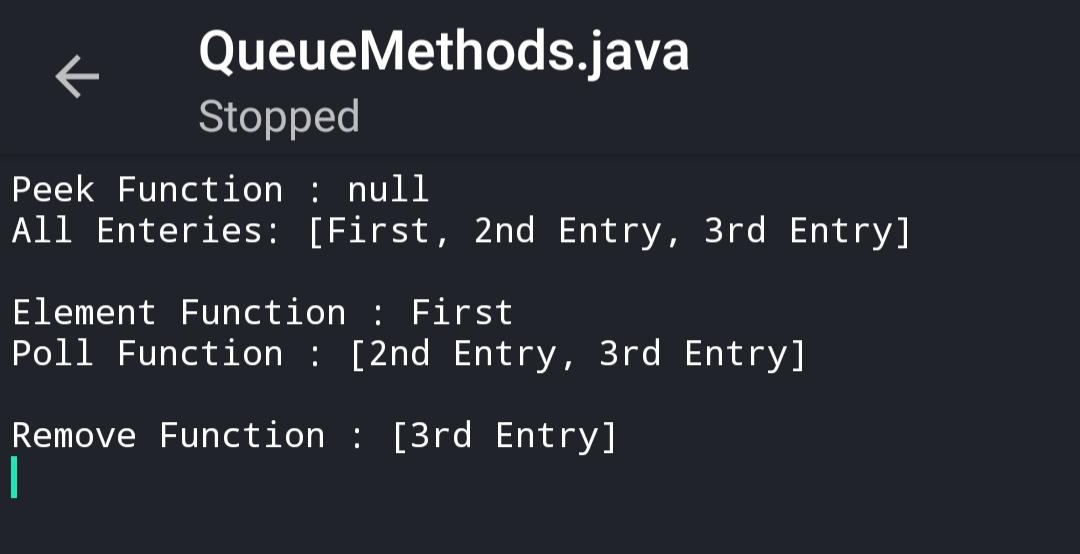 QueueMethods.java
Stopped
Peek Function : null
All Enteries: [First, 2nd Entry, 3rd Entry]
Element Function : First
Poll Function : [2nd Entry, 3rd Entry]
Remove Function : [3rd Entry]